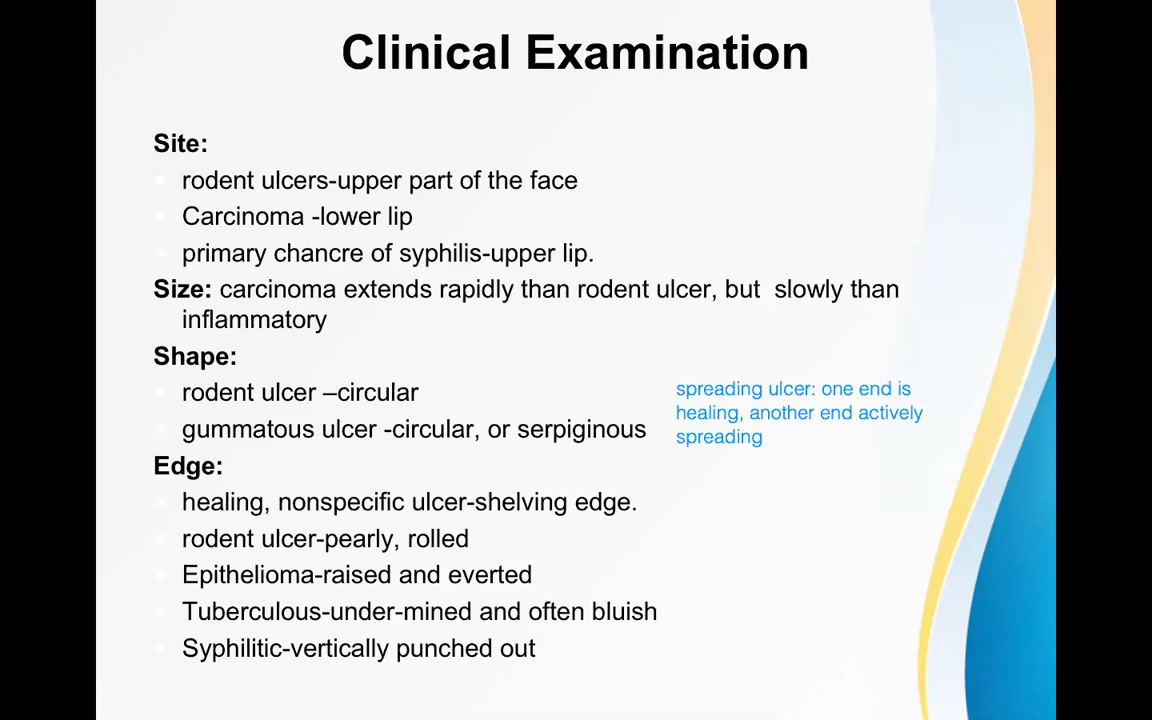 Clinical Examination
Site:
rodent ulcers-upper part of the face
Carcinoma -lower lip
primary chancre of syphilis-upper lip.
Size: carcinoma extends rapidly than rodent ulcer, but  slowly than
inflammatory
Shape:
rodent ulcer –circular
gummatous ulcer -circular, or serpiginous
spreading ulcer: one end is
healing, another end actively
spreading
Edge:
healing, nonspecific ulcer-shelving edge.
rodent ulcer-pearly, rolled
Epithelioma-raised and everted
Tuberculous-under-mined and often bluish
Syphilitic-vertically punched out